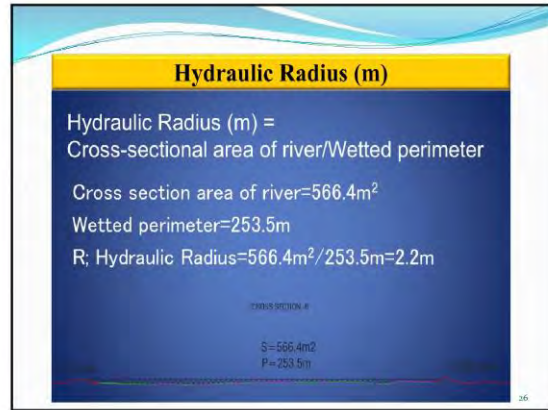 Hydraulic Radius (m)
Hydraulic Radius (m) =
Cross-sectional area of river/Wetted perimeter
Cross section area of river=566.4m²
Wetted perimeter=253.5m
R; Hydraulic Radius=566.4m²/253.5m=2.2m
S=566.4m2
P=253.5m
26